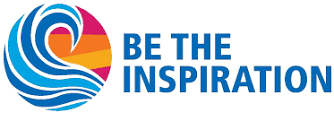 BE THE
INSPIRATION